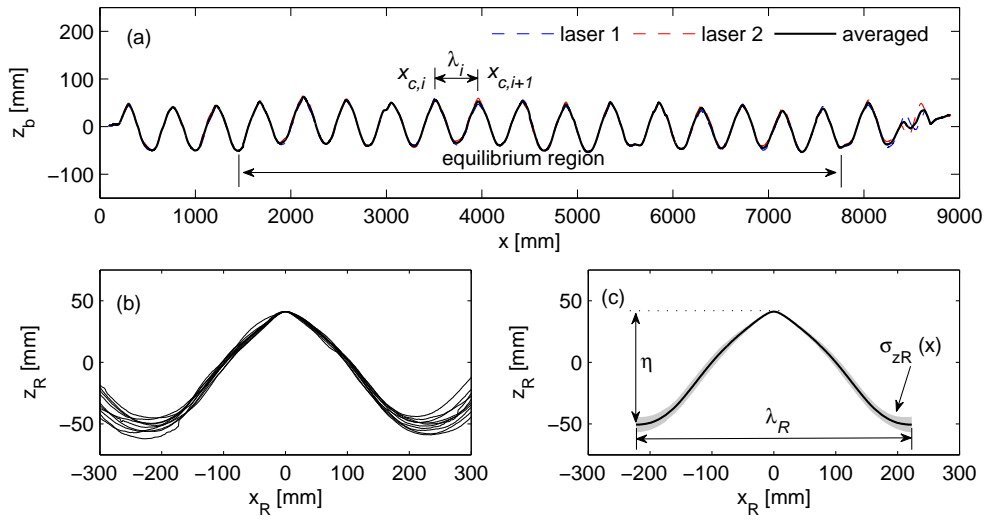 (a)
laser 1 laser 2 averaged
200
100
0
−100
z_b [mm]
x_{c,i} λ_i x_{c,i+1}
equilibrium region
0 1000 2000 3000 4000 5000 6000 7000 8000 9000
x [mm]
(b)
50
0
−50
z_R [mm]
−300 −200 −100 0 100 200 300
x_R [mm]
(c)
50
0
−50
z_R [mm]
η
σ_{zR} (x)
λ_R
−300 −200 −100 0 100 200 300
x_R [mm]